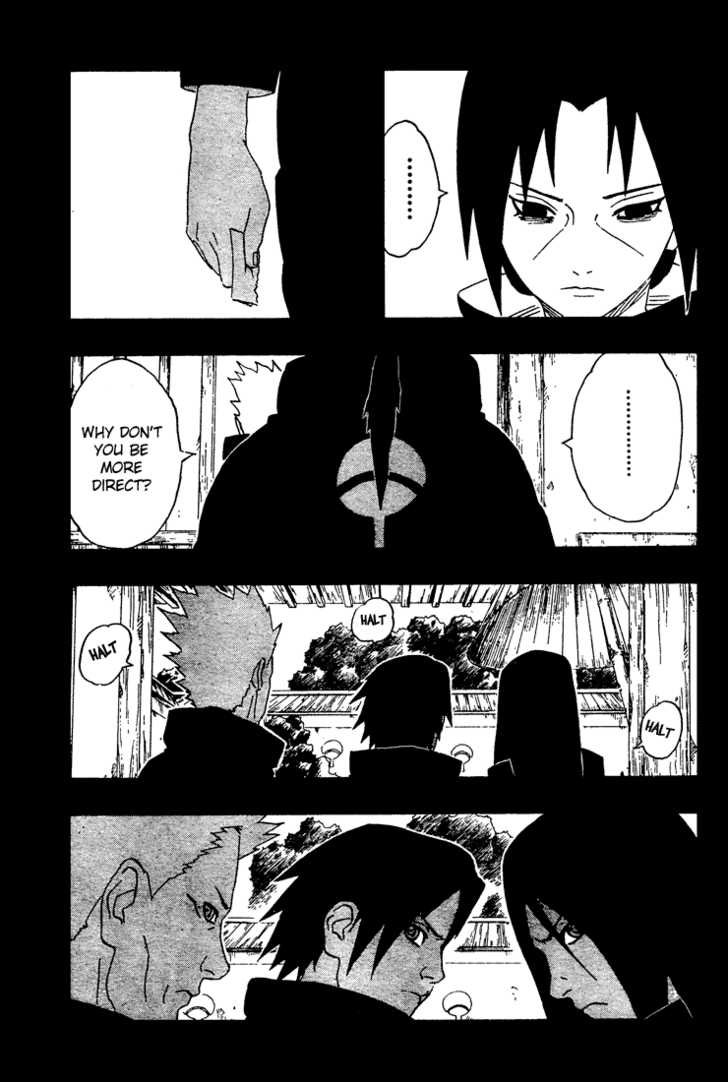 .........
..........
WHY DON'T
YOU BE
MORE
DIRECT?
HALT
HALT
HALT